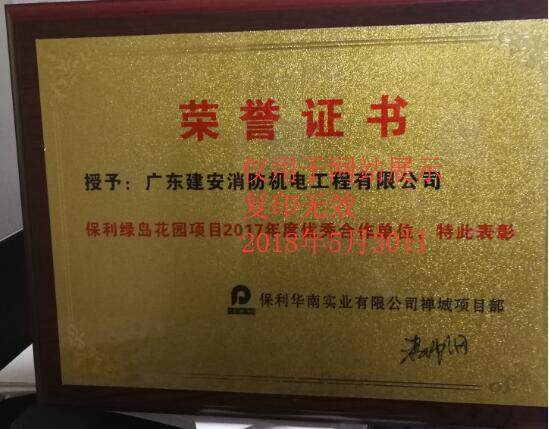 荣誉证书
仅用于网站展示
授予：广东建安消防机电工程有限公司
复印无效
保利绿岛花园项目2017年度优秀合作单位，特此表彰
2018年5月30日
保利华南实业有限公司禅城项目部